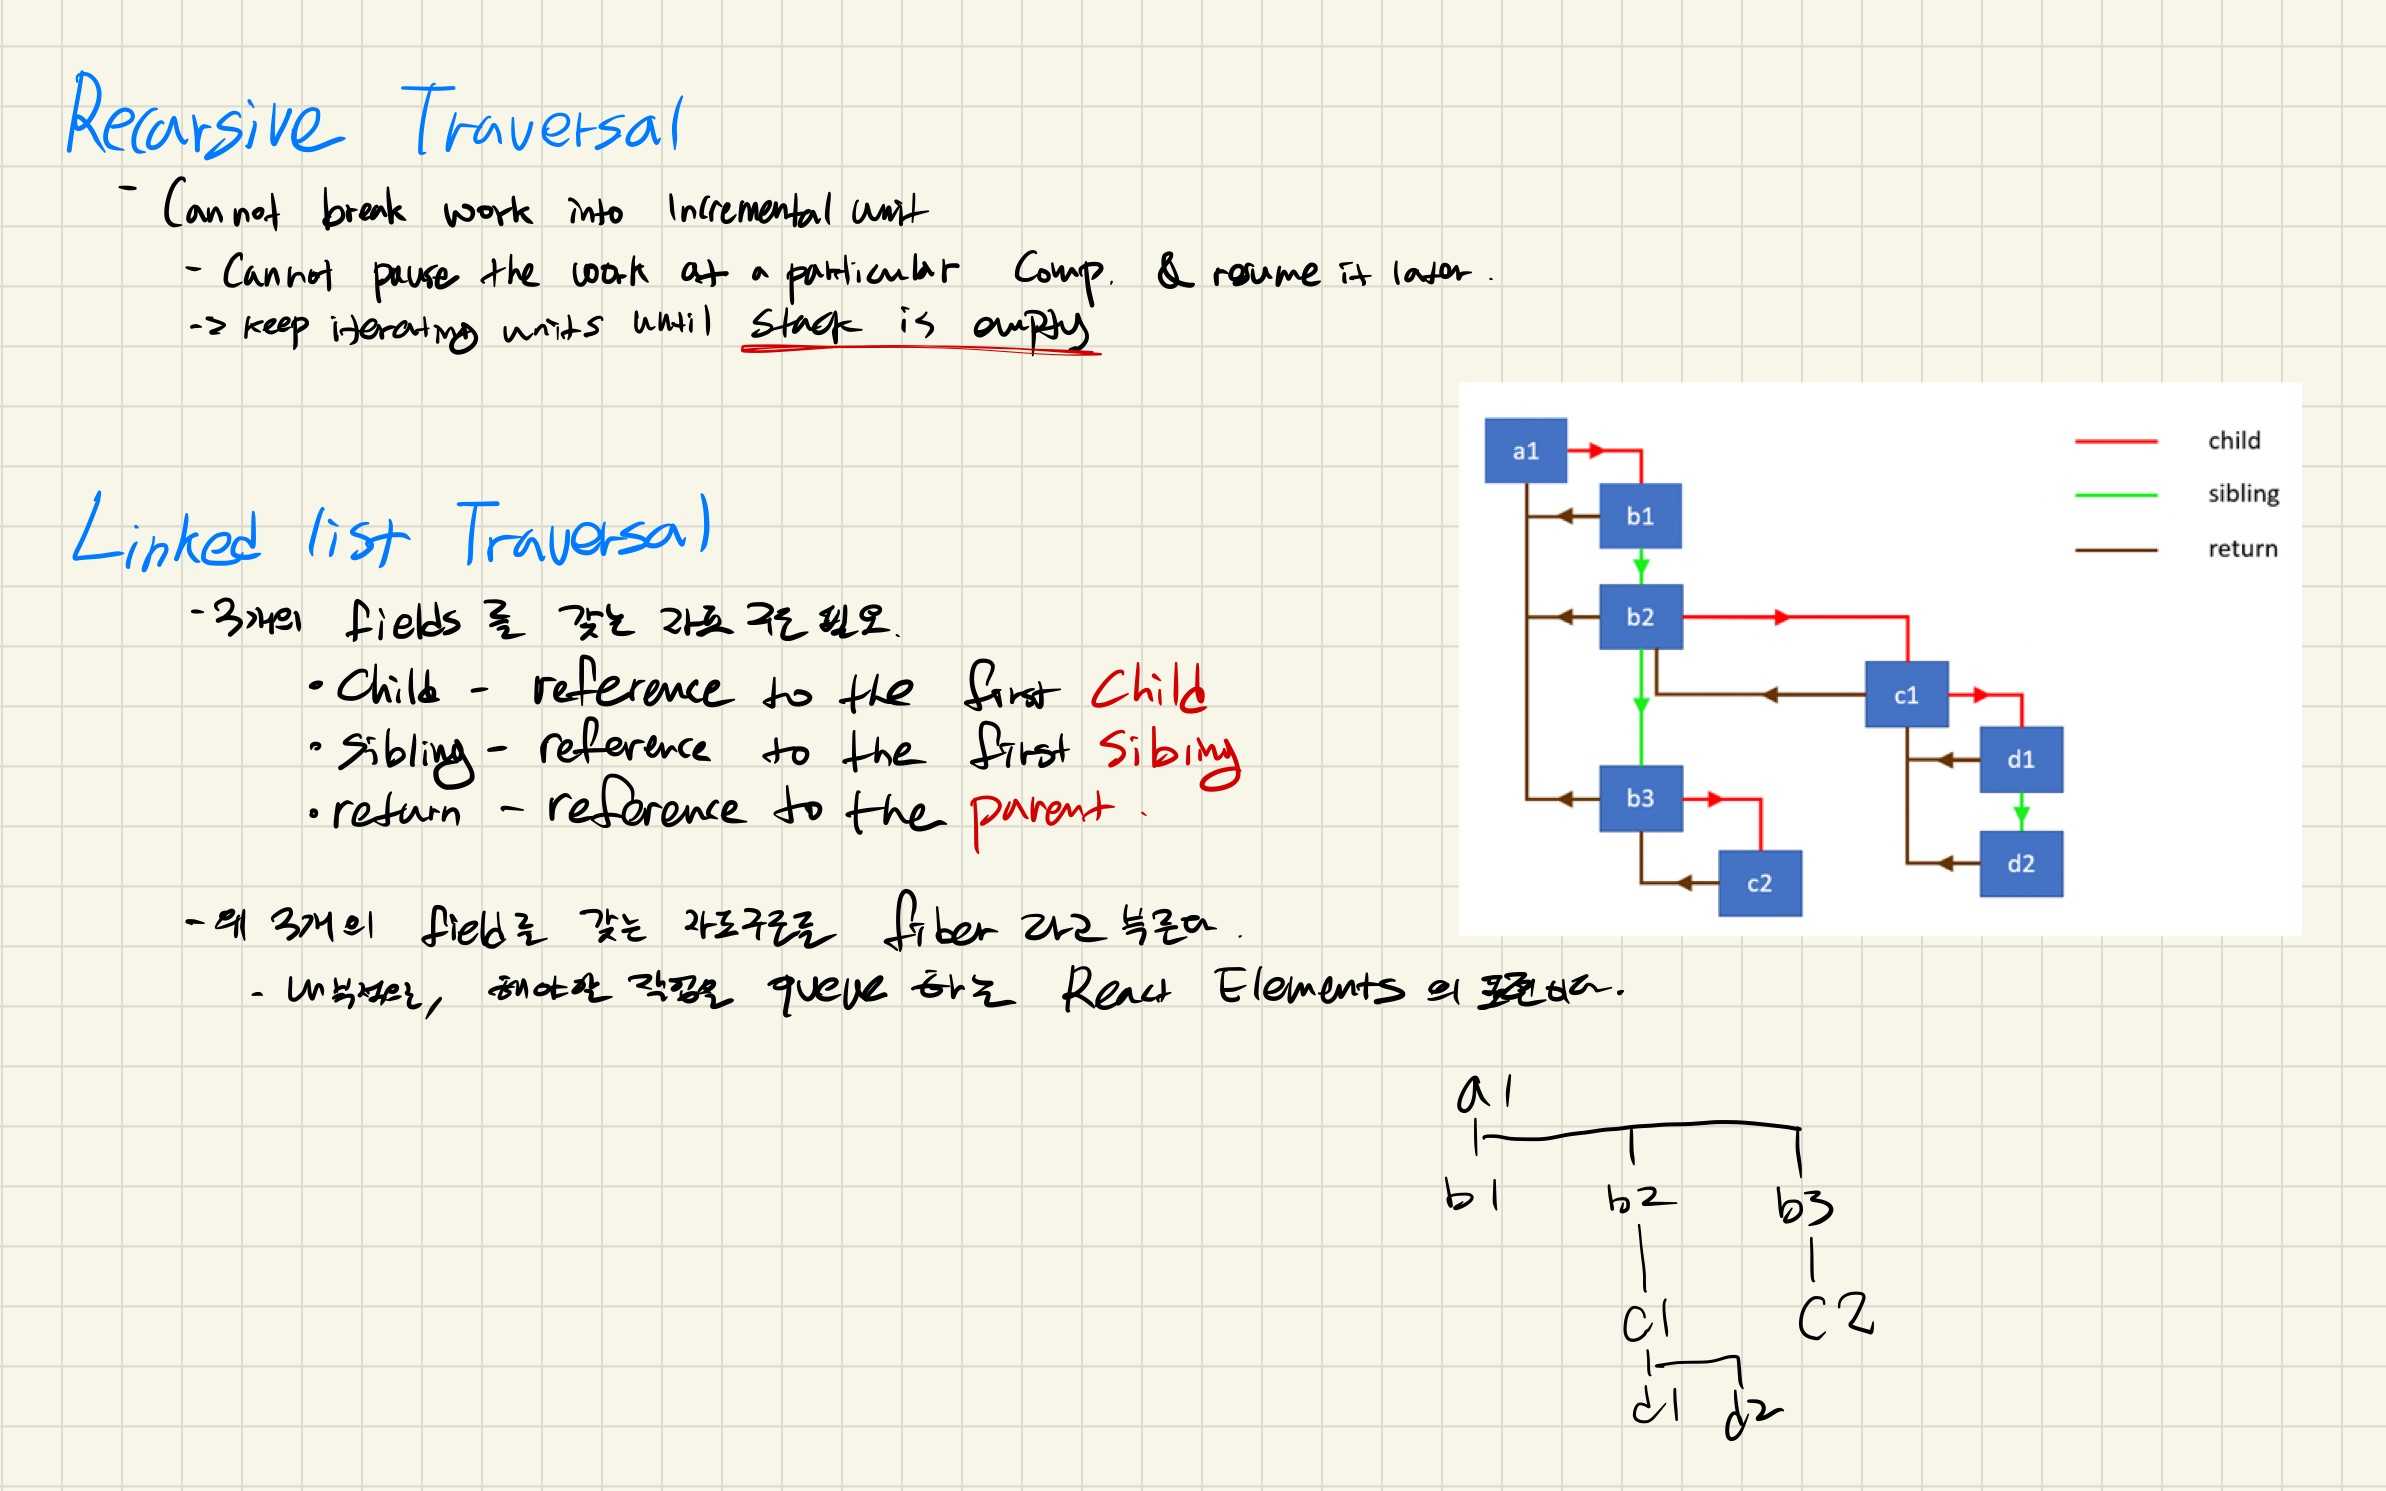 Recarsive Traversal
- Cannot break work into Incremental unit
- Cannot pause the work at a particular Comp. & resume it later.
-> keep iterating units until stack is empty
Linked list Traversal
- 3개의 fields 를 갖는 자료 구조 필요.
• Child - reference to the first Child
• sibling - reference to the first Sibing
• return - reference to the parent.
- 위 3개의 field를 갖는 자료구조를 fiber 라고 부른다.
- 내부적으로, 해야할 작업을 queue 하는 React Elements 의 표현이다.
a1
b1
b2
b3
c1
d1
d2
c2
child
sibling
return
a1
b1 b2 b3
C1 C2
d1 d2